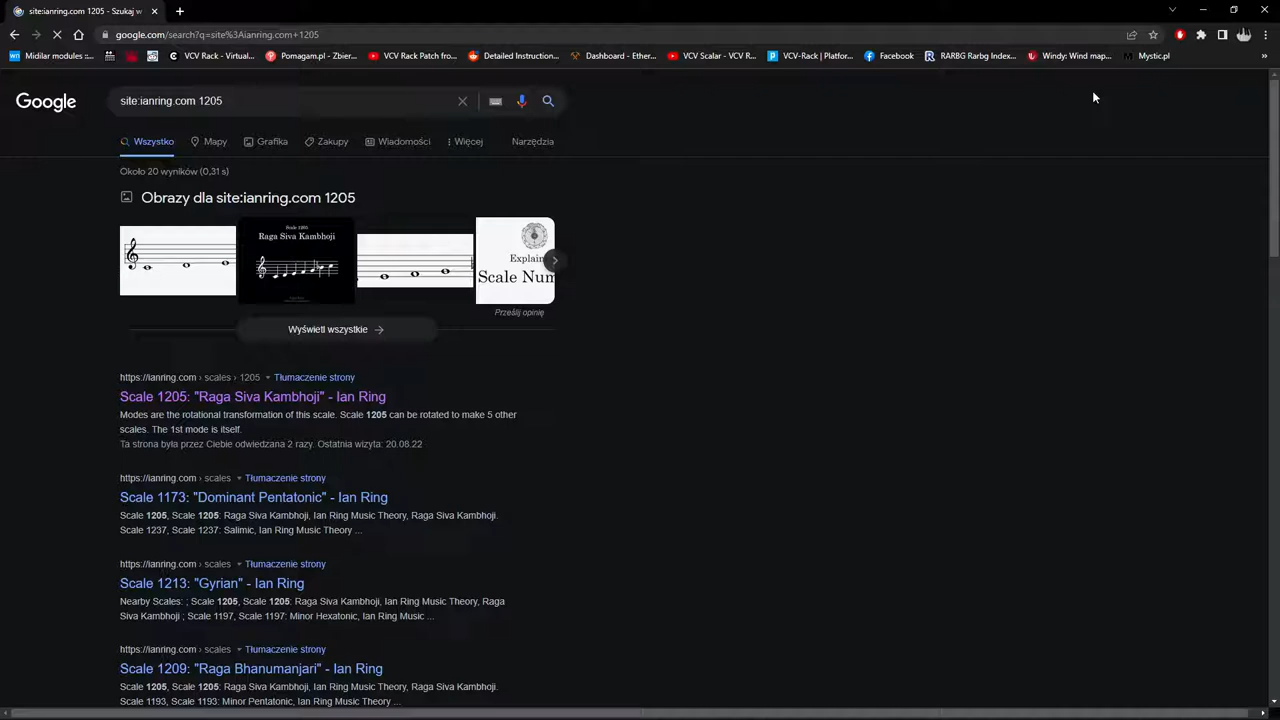 site:ianring.com 1205 - Szukaj w
google.com/search?q=site%3Aianring.com+1205
Midilar modules ::...
VCV Rack - Virtual...
Pomagam.pl - Zbier...
VCV Rack Patch from...
Detailed Instruction...
Dashboard - Ether...
VCV Scalar - VCV R...
VCV-Rack | Platfor...
Facebook
RARBG Rarbg Index...
Windy: Wind map...
Mystic.pl
Google
site:ianring.com 1205
Wszystko
Mapy
Grafika
Zakupy
Wiadomości
Więcej
Narzędzia
Około 20 wyników (0,31 s)
Obrazy dla site:ianring.com 1205
Scale 1205
Raga Siva Kambhoji
Explain
Scale Num
Prześlij opinię
Wyświetl wszystkie
https://ianring.com › scales › 1205
Tłumaczenie strony
Scale 1205: "Raga Siva Kambhoji" - Ian Ring
Modes are the rotational transformation of this scale. Scale 1205 can be rotated to make 5 other
scales. The 1st mode is itself.
Ta strona była przez Ciebie odwiedzana 2 razy. Ostatnia wizyta: 20.08.22
https://ianring.com › scales
Tłumaczenie strony
Scale 1173: "Dominant Pentatonic" - Ian Ring
Scale 1205, Scale 1205: Raga Siva Kambhoji, Ian Ring Music Theory, Raga Siva Kambhoji.
Scale 1237, Scale 1237: Salimic, Ian Ring Music Theory ...
https://ianring.com › scales
Tłumaczenie strony
Scale 1213: "Gyrian" - Ian Ring
Nearby Scales: ; Scale 1205, Scale 1205: Raga Siva Kambhoji, Ian Ring Music Theory, Raga
Siva Kambhoji ; Scale 1197, Scale 1197: Minor Hexatonic, Ian Ring Music ...
https://ianring.com › scales
Tłumaczenie strony
Scale 1209: "Raga Bhanumanjari" - Ian Ring
Scale 1205, Scale 1205: Raga Siva Kambhoji, Ian Ring Music Theory, Raga Siva Kambhoji.
Scale 1193, Scale 1193: Minor Pentatonic, Ian Ring Music Theory ...